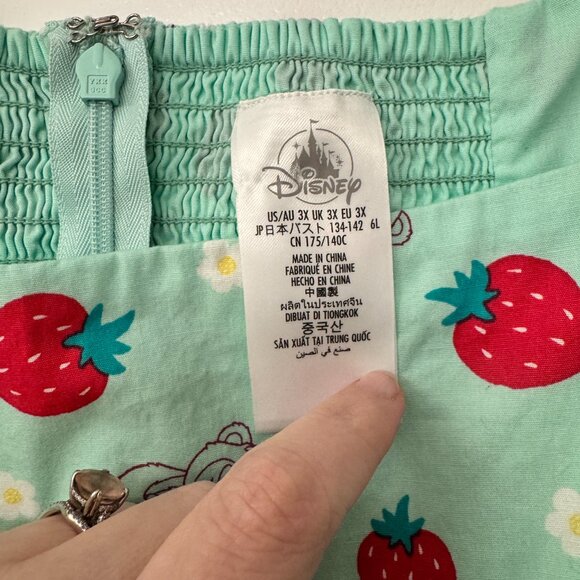 YKK
Disney
US/AU 3X UK 3X EU 3X
JP日本バスト 134-142 6L
CN 175/140C
MADE IN CHINA
FABRIQUÉ EN CHINE
HECHO EN CHINA
中國製
ผลิตในประเทศจีน
DIBUAT DI TIONGKOK
중국산
SẢN XUẤT TẠI TRUNG QUỐC
صنع في الصين